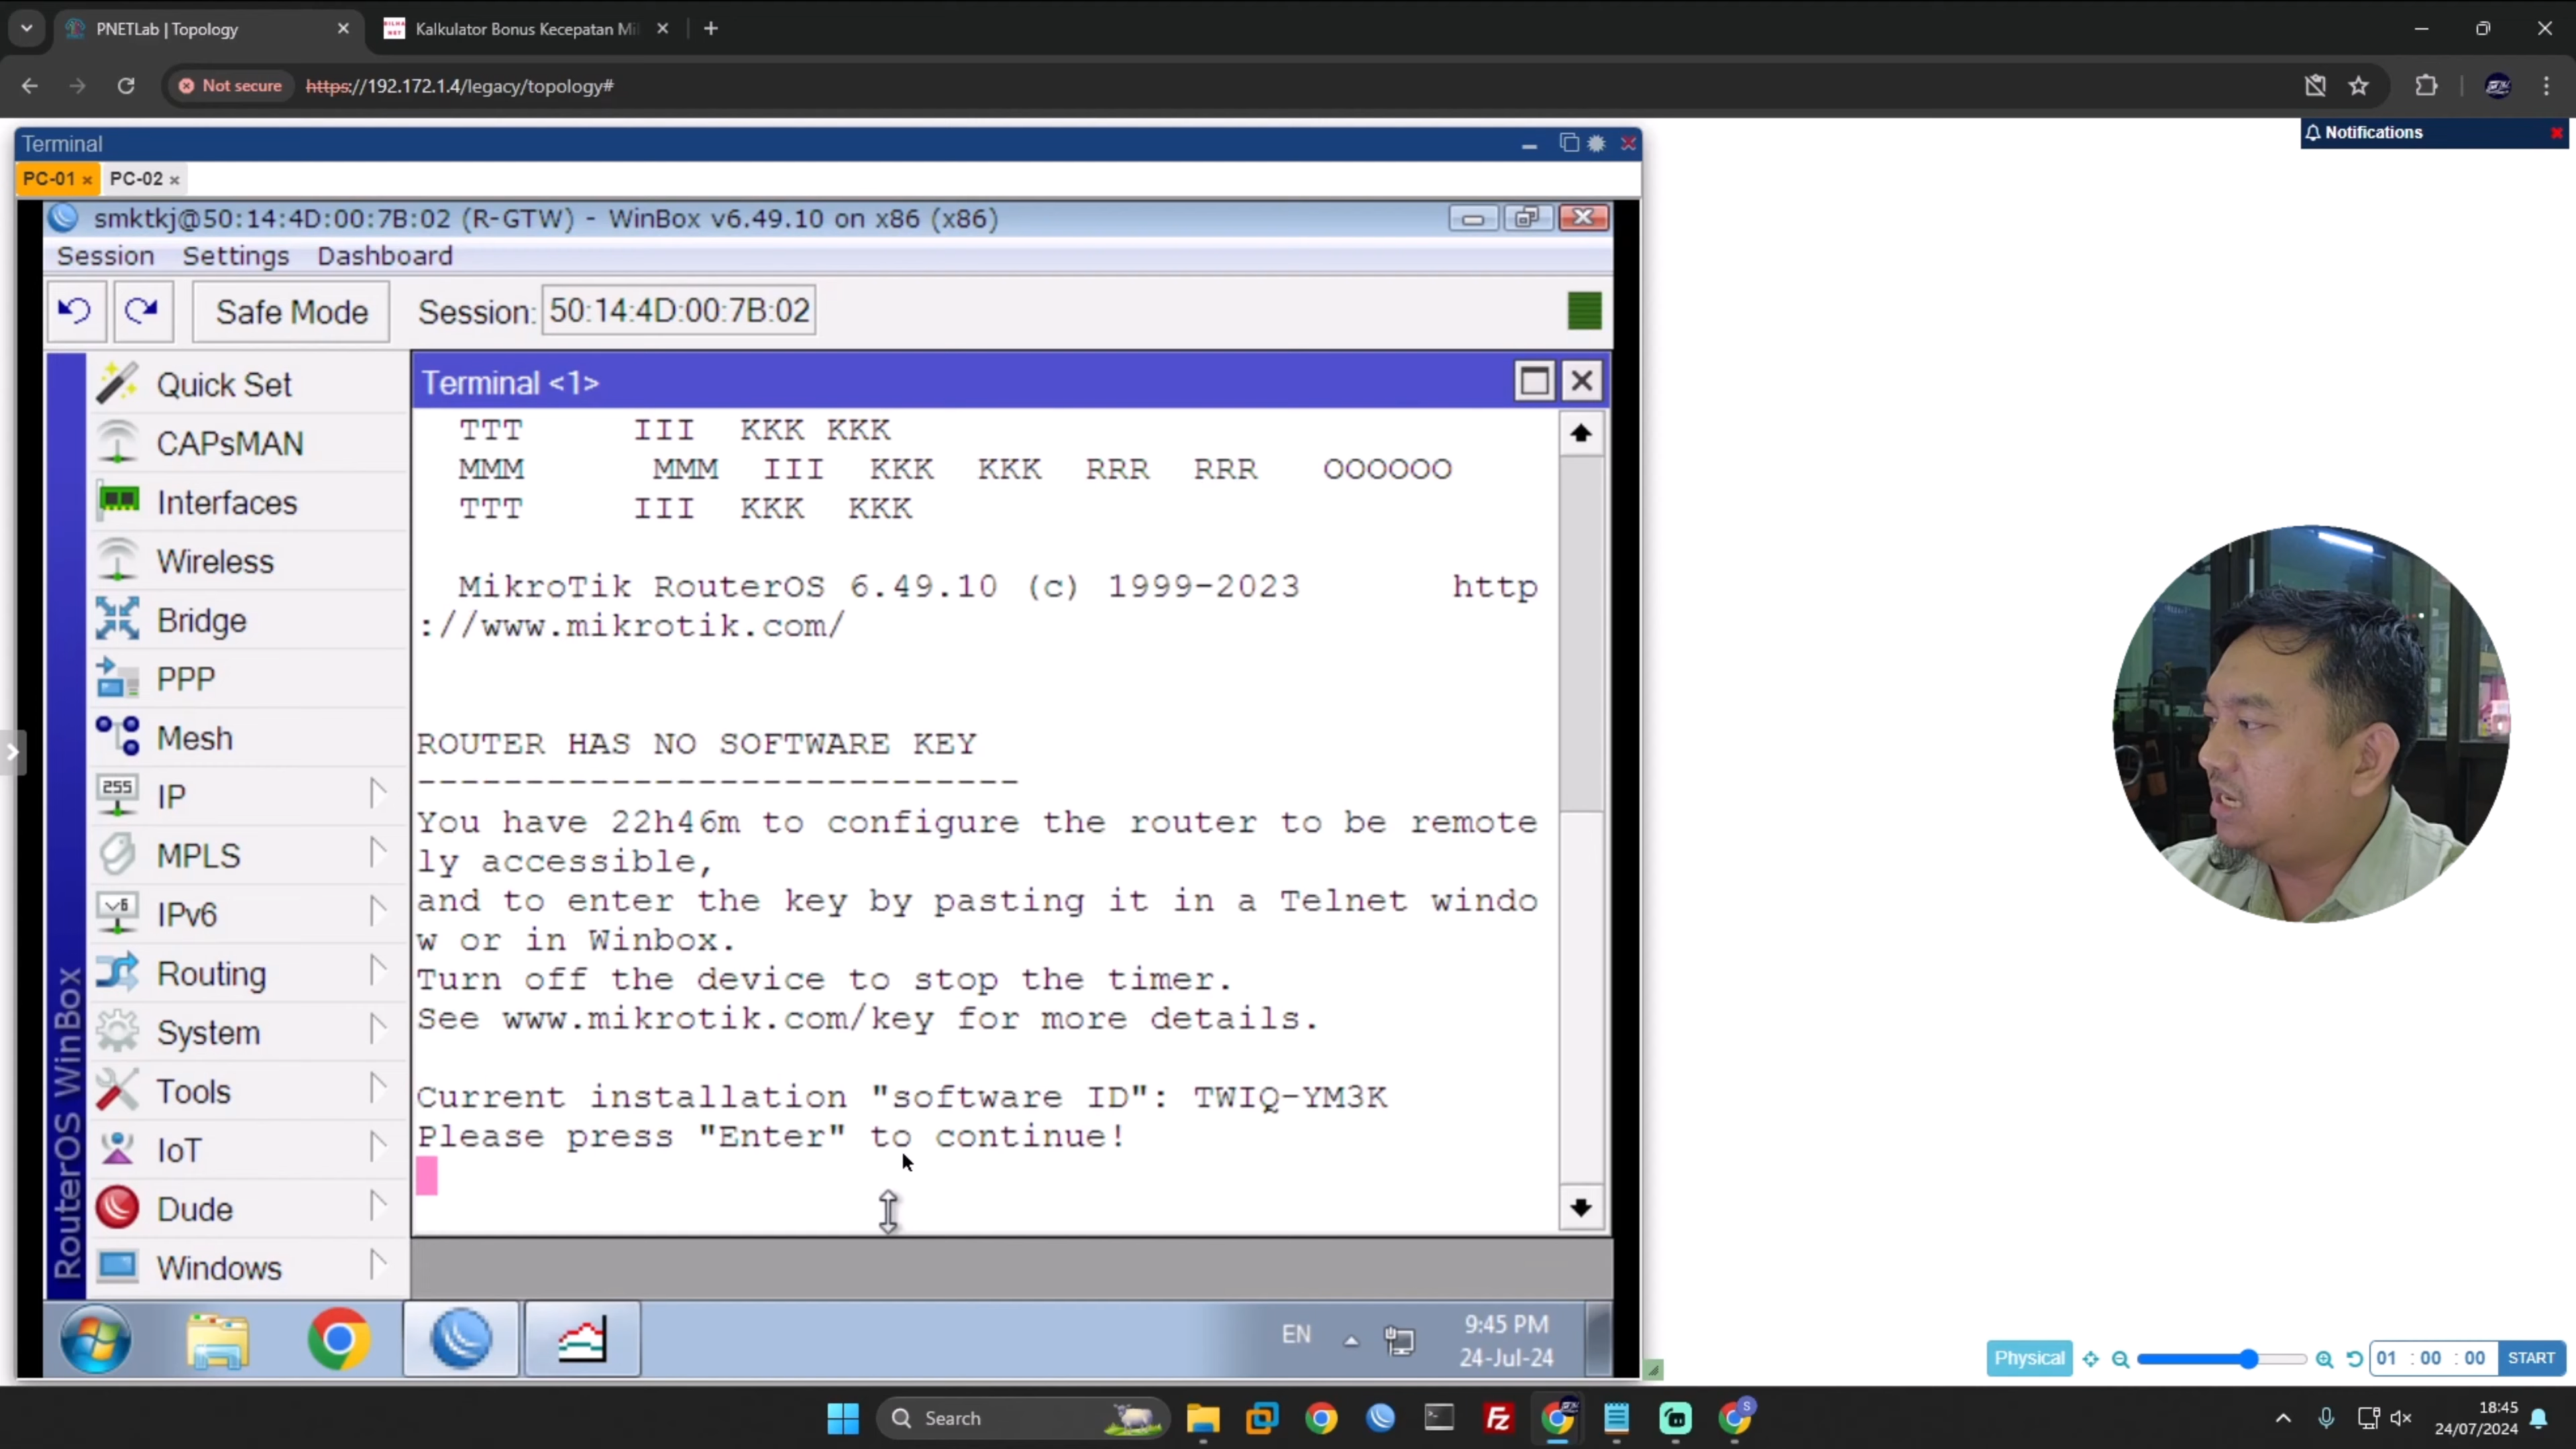 PNETLab | Topology
Kalkulator Bonus Kecepatan Mi
Not secure
https://192.172.1.4/legacy/topology#
Terminal
Notifications
PC-01
PC-02
smktkj@50:14:4D:00:7B:02 (R-GTW) - WinBox v6.49.10 on x86 (x86)
Session Settings Dashboard
Safe Mode
Session: 50:14:4D:00:7B:02
Quick Set
CAPsMAN
Interfaces
Wireless
Bridge
PPP
Mesh
255
IP
MPLS
v6
IPv6
Routing
System
Tools
IoT
Dude
Windows
RouterOS WinBox
Terminal <1>
TTT III KKK KKK
MMM MMM III KKK KKK RRR RRR OOOOOO
TTT III KKK KKK
MikroTik RouterOS 6.49.10 (c) 1999-2023 http
://www.mikrotik.com/
ROUTER HAS NO SOFTWARE KEY
----------------------------
You have 22h46m to configure the router to be remote
ly accessible,
and to enter the key by pasting it in a Telnet windo
w or in Winbox.
Turn off the device to stop the timer.
See www.mikrotik.com/key for more details.
Current installation "software ID": TWIQ-YM3K
Please press "Enter" to continue!
EN
9:45 PM
24-Jul-24
Physical
01 : 00 : 00
START
Search
S
18:45
24/07/2024